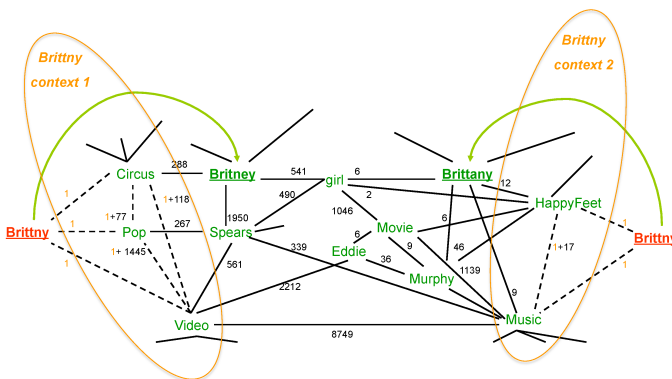 Brittny
context 1
Brittny
context 2
288
Circus
Britney
541
girl
6
Brittany
12
HappyFeet
1
1+118
490
2
1
1+77
267
1950
1046
6
1
Brittny
Pop
Spears
Movie
Brittny
1+ 1445
339
6
9
46
1+17
Eddie
1
561
36
Murphy
1139
1
2212
9
Video
Music
8749